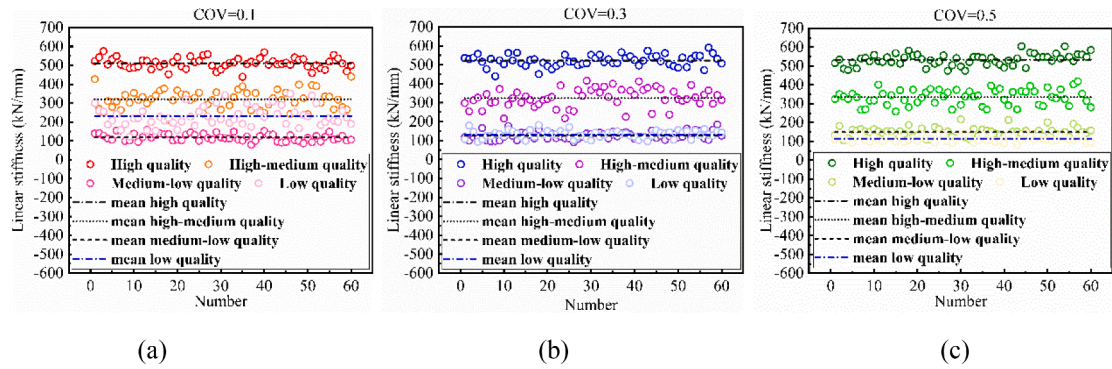 COV=0.1
Linear stiffness (kN/mm)
700
600
500
400
300
200
100
0
-100
-200
-300
-400
-500
-600
High quality
High-medium quality
Medium-low quality
Low quality
mean high quality
mean high-medium quality
mean medium-low quality
mean low quality
0 10 20 30 40 50 60
Number
(a)
COV=0.3
Linear stiffness (kN/mm)
700
600
500
400
300
200
100
0
-100
-200
-300
-400
-500
-600
High quality
High-medium quality
Medium-low quality
Low quality
mean high quality
mean high-medium quality
mean medium-low quality
mean low quality
0 10 20 30 40 50 60
Number
(b)
COV=0.5
Linear stiffness (kN/mm)
700
600
500
400
300
200
100
0
-100
-200
-300
-400
-500
-600
High quality
High-medium quality
Medium-low quality
Low quality
mean high quality
mean high-medium quality
mean medium-low quality
mean low quality
0 10 20 30 40 50 60
Number
(c)